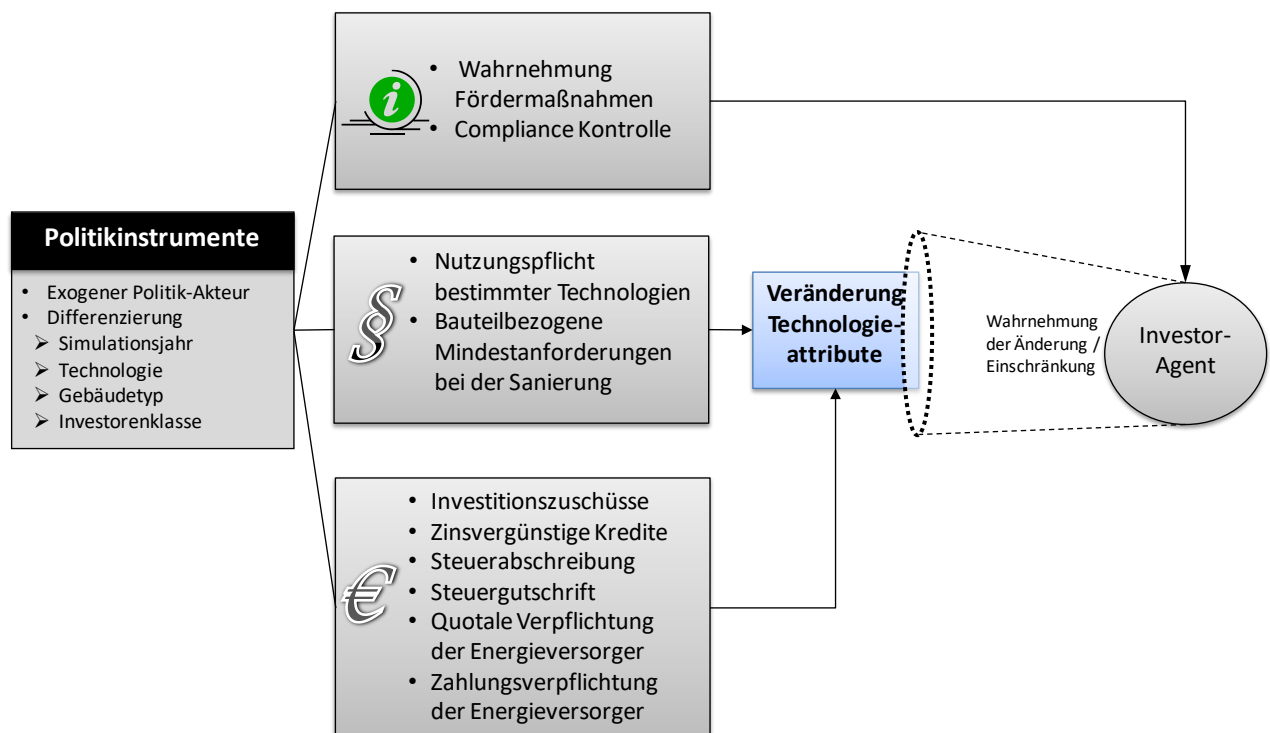 Wahrnehmung
Fördermaßnahmen
Compliance Kontrolle
Politikinstrumente
Exogener Politik-Akteur
Differenzierung
Simulationsjahr
Technologie
Gebäudetyp
Investorenklasse
Nutzungspflicht
bestimmter Technologien
Bauteilbezogene
Mindestanforderungen
bei der Sanierung
Investitionszuschüsse
Zinsvergünstige Kredite
Steuerabschreibung
Steuergutschrift
Quotale Verpflichtung
der Energieversorger
Zahlungsverpflichtung
der Energieversorger
Veränderung
Technologie-
attribute
Wahrnehmung
der Änderung /
Einschränkung
Investor-
Agent
i
§
€